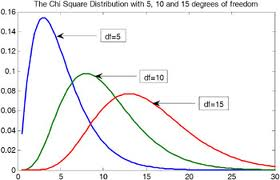 The Chi Square Distribution with 5, 10 and 15 degrees of freedom
0.16
0.14
0.12
0.1
0.08
0.06
0.04
0.02
0
df=5
df=10
df=15
0 5 10 15 20 25 30